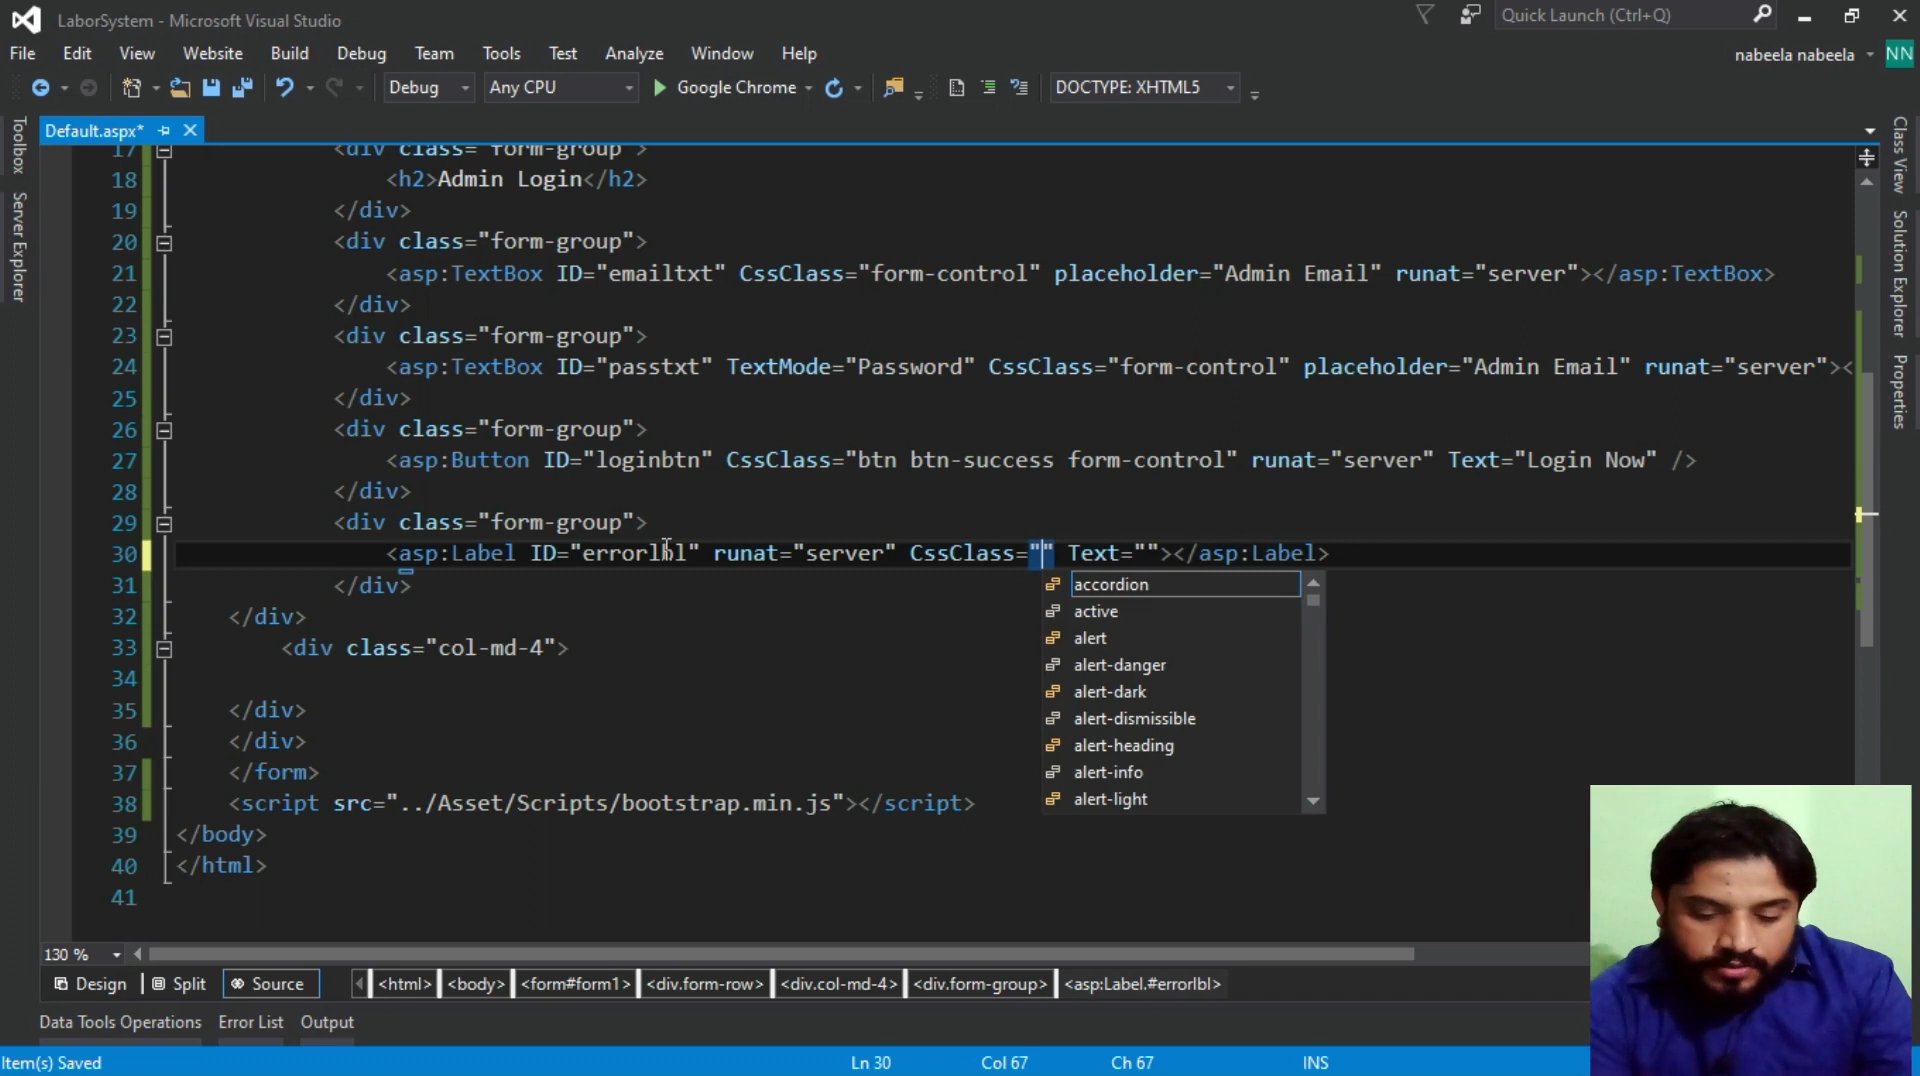 LaborSystem - Microsoft Visual Studio
Quick Launch (Ctrl+Q)
File Edit View Website Build Debug Team Tools Test Analyze Window Help
nabeela nabeela NN
Debug Any CPU Google Chrome DOCTYPE: XHTML5
Toolbox
Server Explorer
Default.aspx*
Class View
Solution Explorer
Properties
17 <div class="form-group">
18 <h2>Admin Login</h2>
19 </div>
20 <div class="form-group">
21 <asp:TextBox ID="emailtxt" CssClass="form-control" placeholder="Admin Email" runat="server"></asp:TextBox>
22 </div>
23 <div class="form-group">
24 <asp:TextBox ID="passtxt" TextMode="Password" CssClass="form-control" placeholder="Admin Email" runat="server"><
25 </div>
26 <div class="form-group">
27 <asp:Button ID="loginbtn" CssClass="btn btn-success form-control" runat="server" Text="Login Now" />
28 </div>
29 <div class="form-group">
30 <asp:Label ID="errorlbl" runat="server" CssClass="" Text=""></asp:Label>
31 </div>
32 </div>
33 <div class="col-md-4">
34
35 </div>
36 </div>
37 </form>
38 <script src="../Asset/Scripts/bootstrap.min.js"></script>
39 </body>
40 </html>
41
accordion
active
alert
alert-danger
alert-dark
alert-dismissible
alert-heading
alert-info
alert-light
130 %
Design Split Source <html> <body> <form#form1> <div.form-row> <div.col-md-4> <div.form-group> <asp:Label.#errorlbl>
Data Tools Operations Error List Output
Item(s) Saved Ln 30 Col 67 Ch 67 INS